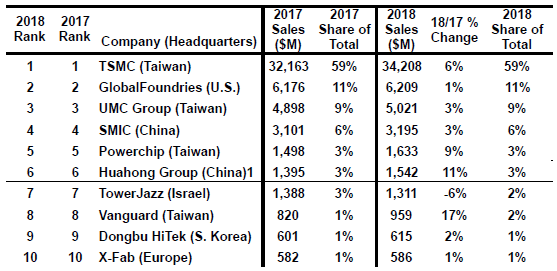 2018 Rank 2017 Rank Company (Headquarters) 2017 Sales ($M) 2017 Share of Total 2018 Sales ($M) 18/17 % Change 2018 Share of Total
1 1 TSMC (Taiwan) 32,163 59% 34,208 6% 59%
2 2 GlobalFoundries (U.S.) 6,176 11% 6,209 1% 11%
3 3 UMC Group (Taiwan) 4,898 9% 5,021 3% 9%
4 4 SMIC (China) 3,101 6% 3,195 3% 6%
5 5 Powerchip (Taiwan) 1,498 3% 1,633 9% 3%
6 6 Huahong Group (China)1 1,395 3% 1,542 11% 3%
7 7 TowerJazz (Israel) 1,388 3% 1,311 -6% 2%
8 8 Vanguard (Taiwan) 820 1% 959 17% 2%
9 9 Dongbu HiTek (S. Korea) 601 1% 615 2% 1%
10 10 X-Fab (Europe) 582 1% 586 1% 1%